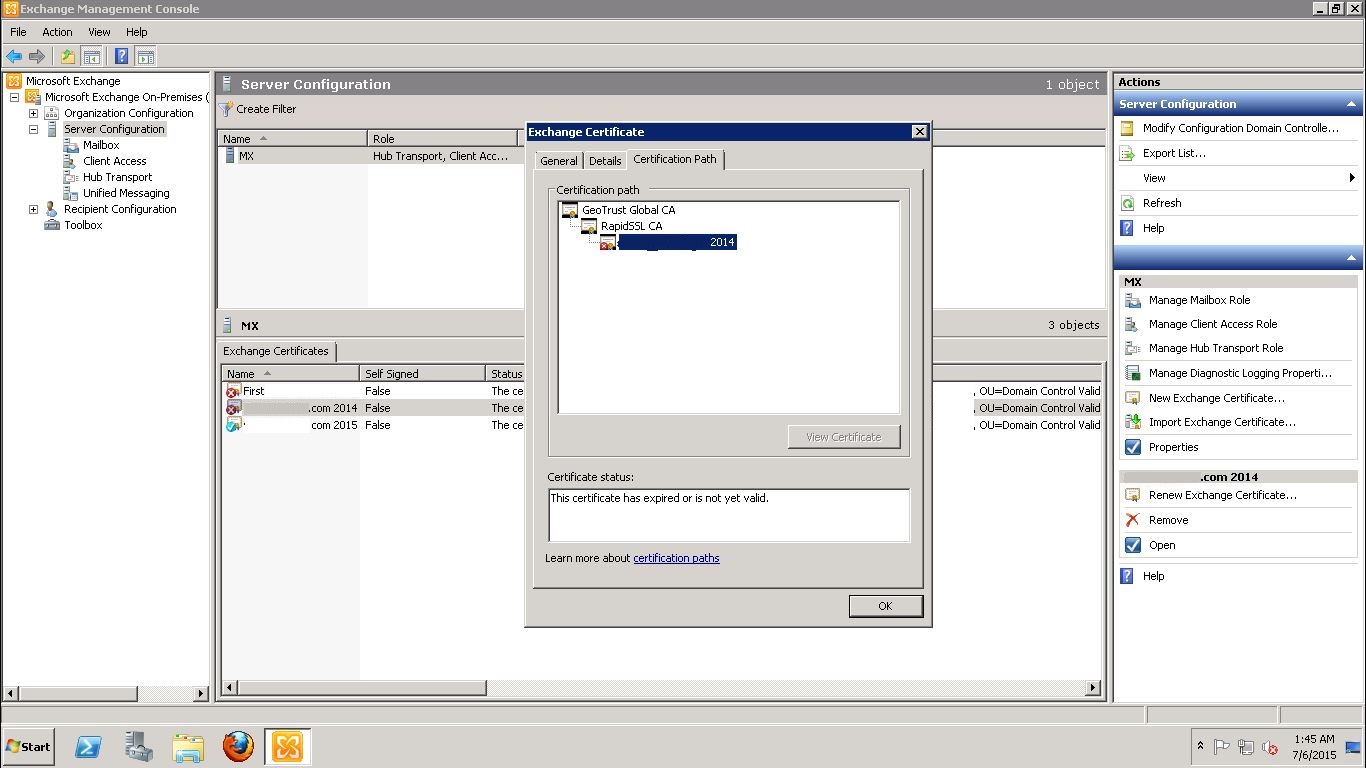 Exchange Management Console
File Action View Help
Microsoft Exchange
Microsoft Exchange On-Premises (
Organization Configuration
Server Configuration
Mailbox
Client Access
Hub Transport
Unified Messaging
Recipient Configuration
Toolbox
Server Configuration 1 object
Create Filter
Name Role
MX Hub Transport, Client Acc...
MX 3 objects
Exchange Certificates
Name Self Signed Status
First False The ce , OU=Domain Control Valid
.com 2014 False The ce , OU=Domain Control Valid
com 2015 False The ce , OU=Domain Control Valid
Exchange Certificate
General Details Certification Path
Certification path
GeoTrust Global CA
RapidSSL CA
2014
View Certificate
Certificate status:
This certificate has expired or is not yet valid.
Learn more about certification paths
OK
Actions
Server Configuration
Modify Configuration Domain Controlle...
Export List...
View
Refresh
Help
MX
Manage Mailbox Role
Manage Client Access Role
Manage Hub Transport Role
Manage Diagnostic Logging Properti...
New Exchange Certificate...
Import Exchange Certificate...
Properties
.com 2014
Renew Exchange Certificate...
Remove
Open
Help
Start
1:45 AM
7/6/2015